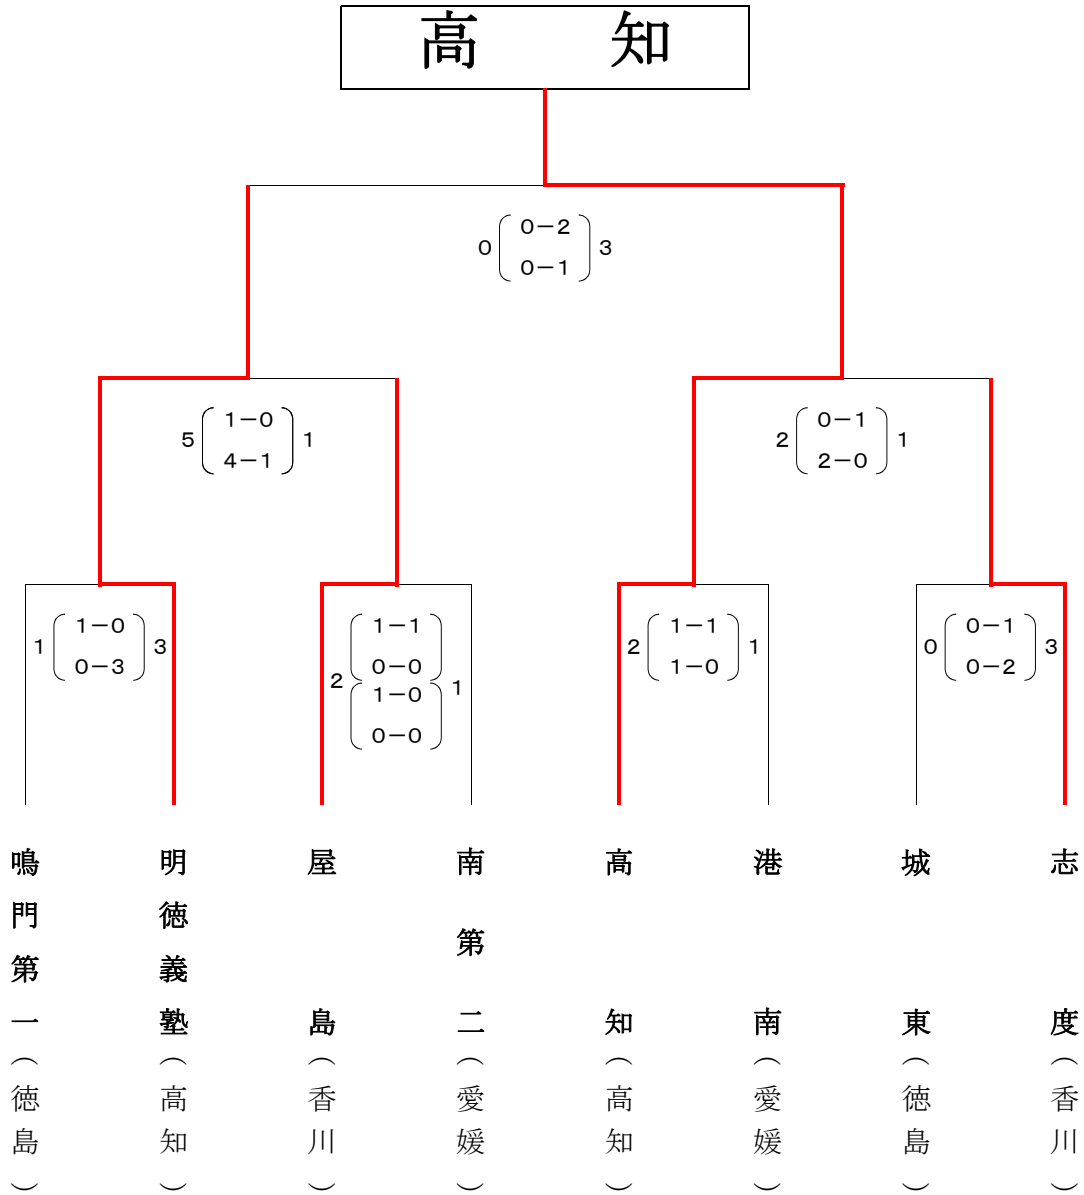 高知
0 0－2 3
0－1
5 1－0 1
4－1
2 0－1 1
2－0
1 1－0 3
0－3
2 1－1 1
0－0
1－0
0－0
2 1－1 1
1－0
0 0－1 3
0－2
鳴門第一（徳島）
明徳義塾（高知）
屋島（香川）
南第二（愛媛）
高知（高知）
港南（愛媛）
城東（徳島）
志度（香川）